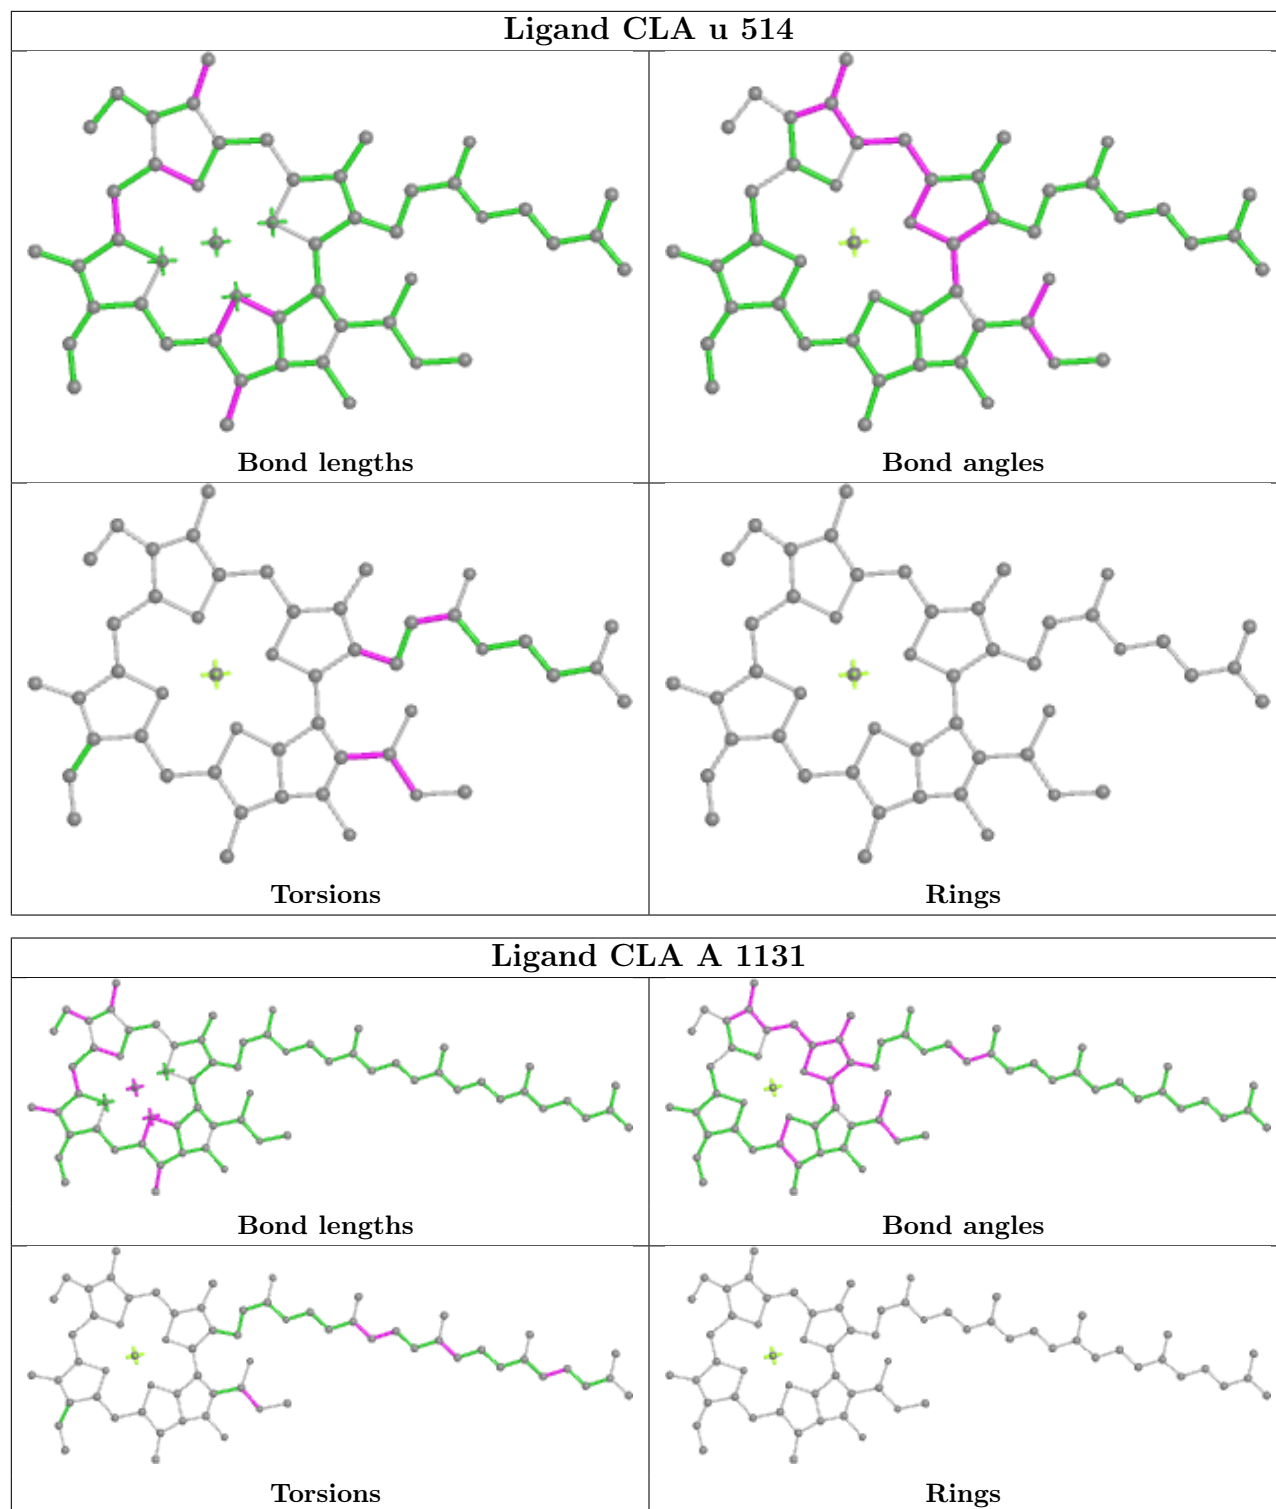 Ligand CLA u 514
Bond lengths
Bond angles
Torsions
Rings
Ligand CLA A 1131
Bond lengths
Bond angles
Torsions
Rings